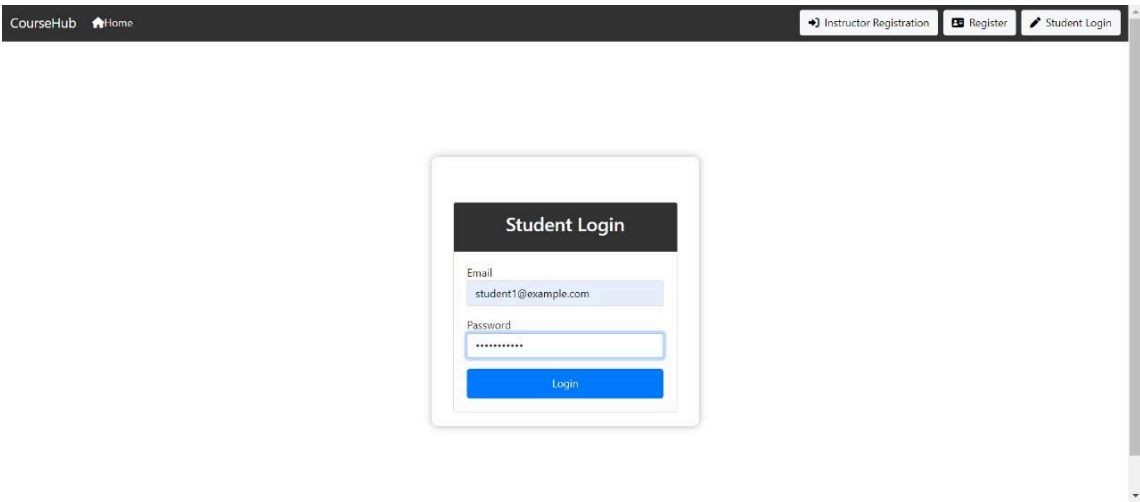 CourseHub Home Instructor Registration Register Student Login
Student Login
Email
student1@example.com
Password
•••••••••••
Login